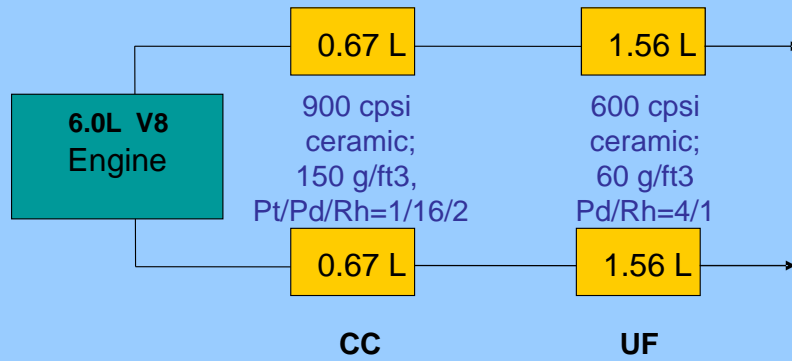 0.67 L
1.56 L
6.0L V8
Engine
900 cpsi
ceramic;
150 g/ft3,
Pt/Pd/Rh=1/16/2
600 cpsi
ceramic;
60 g/ft3
Pd/Rh=4/1
0.67 L
1.56 L
CC
UF